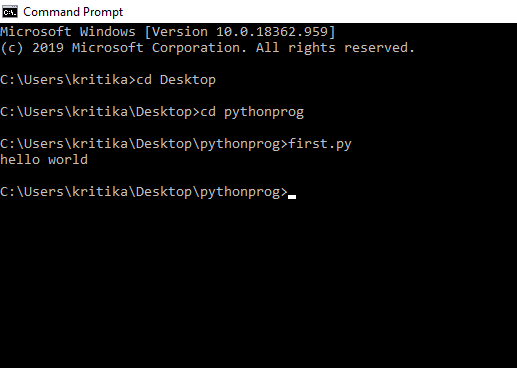 Command Prompt
Microsoft Windows [Version 10.0.18362.959]
(c) 2019 Microsoft Corporation. All rights reserved.
C:\Users\kritika>cd Desktop
C:\Users\kritika\Desktop>cd pythonprog
C:\Users\kritika\Desktop\pythonprog>first.py
hello world
C:\Users\kritika\Desktop\pythonprog>